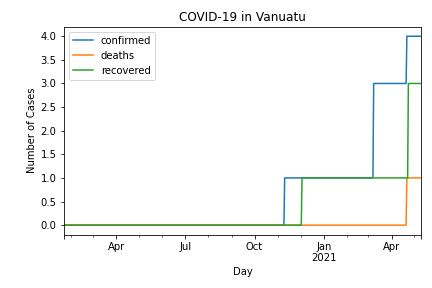 COVID-19 in Vanuatu
confirmed
deaths
recovered
Number of Cases
4.0
3.5
3.0
2.5
2.0
1.5
1.0
0.5
0.0
Apr Jul Oct Jan Apr
2021
Day